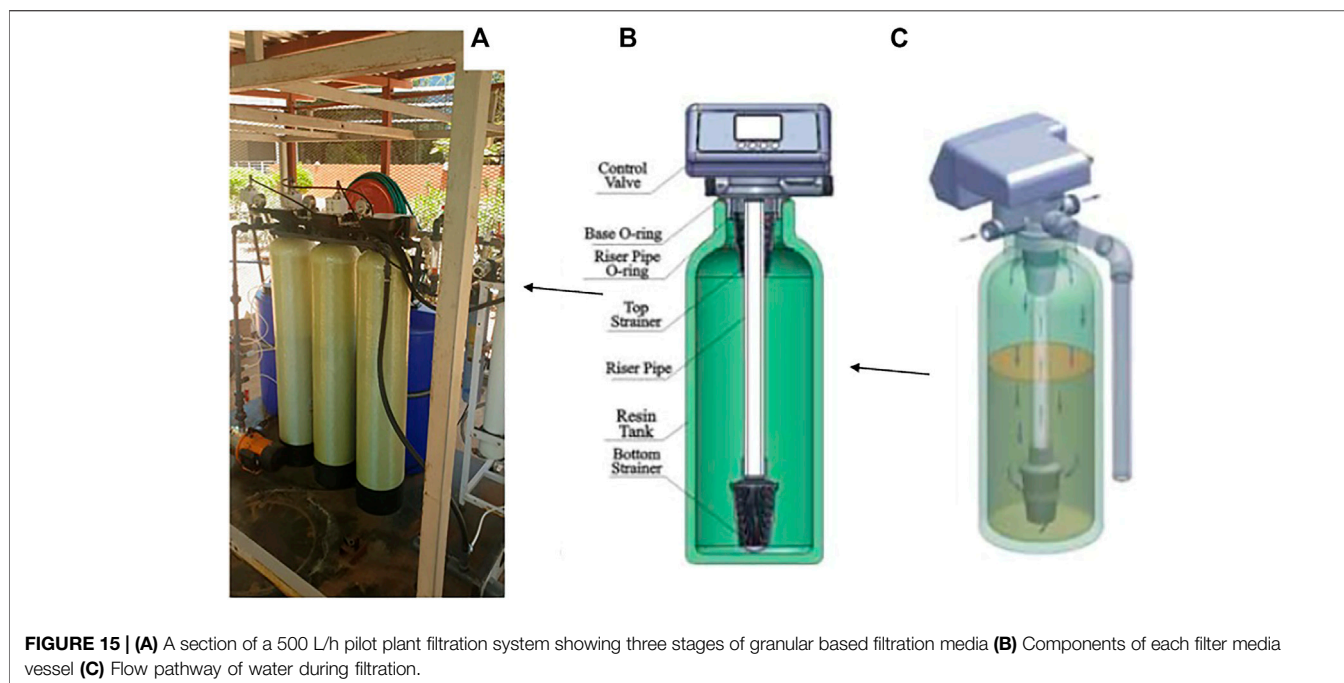 A
B
C
Control
Valve
Base O-ring
Riser Pipe
O-ring
Top
Strainer
Riser Pipe
Resin
Tank
Bottom
Strainer
FIGURE 15 | (A) A section of a 500 L/h pilot plant filtration system showing three stages of granular based filtration media (B) Components of each filter media
vessel (C) Flow pathway of water during filtration.